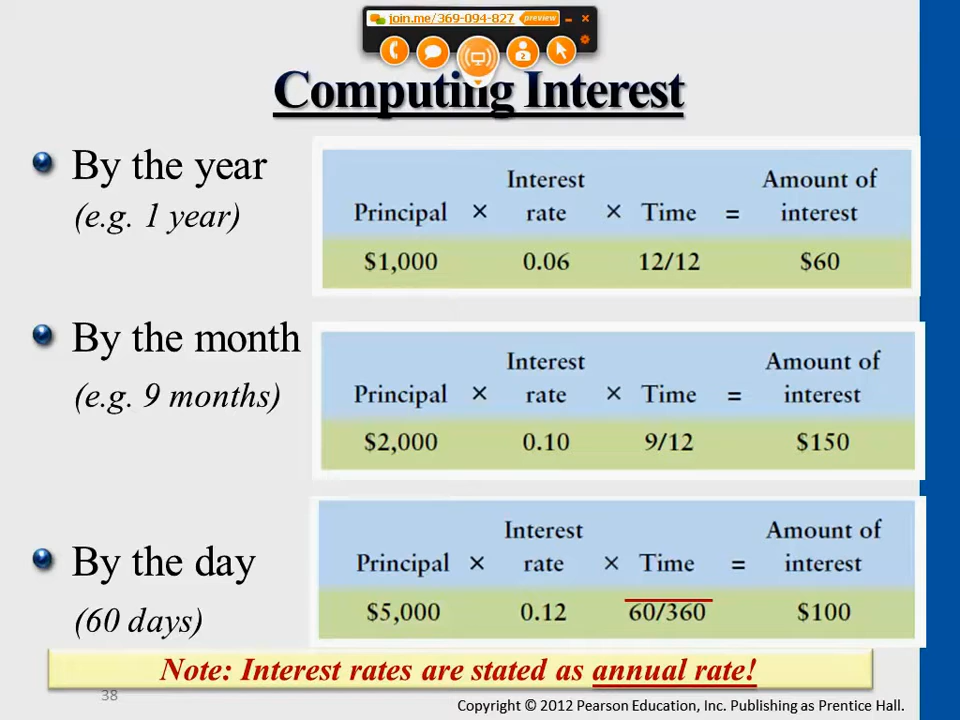 join.me/369-094-827 preview
2
Computing Interest
By the year
(e.g. 1 year)
Interest Amount of
Principal × rate × Time = interest
$1,000 0.06 12/12 $60
By the month
(e.g. 9 months)
Interest Amount of
Principal × rate × Time = interest
$2,000 0.10 9/12 $150
By the day
(60 days)
Interest Amount of
Principal × rate × Time = interest
$5,000 0.12 60/360 $100
Note: Interest rates are stated as annual rate!
38
Copyright © 2012 Pearson Education, Inc. Publishing as Prentice Hall.